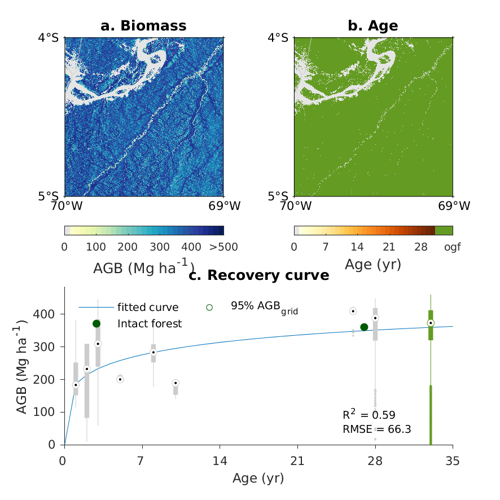 a. Biomass
b. Age
4°S
5°S
70°W
69°W
4°S
5°S
70°W
69°W
0 100 200 300 400 >500
AGB (Mg ha⁻¹)
0 7 14 21 28 ogf
Age (yr)
c. Recovery curve
fitted curve
95% AGB_grid
Intact forest
AGB (Mg ha⁻¹)
400
300
200
100
0
R² = 0.59
RMSE = 66.3
0 7 14 21 28 35
Age (yr)